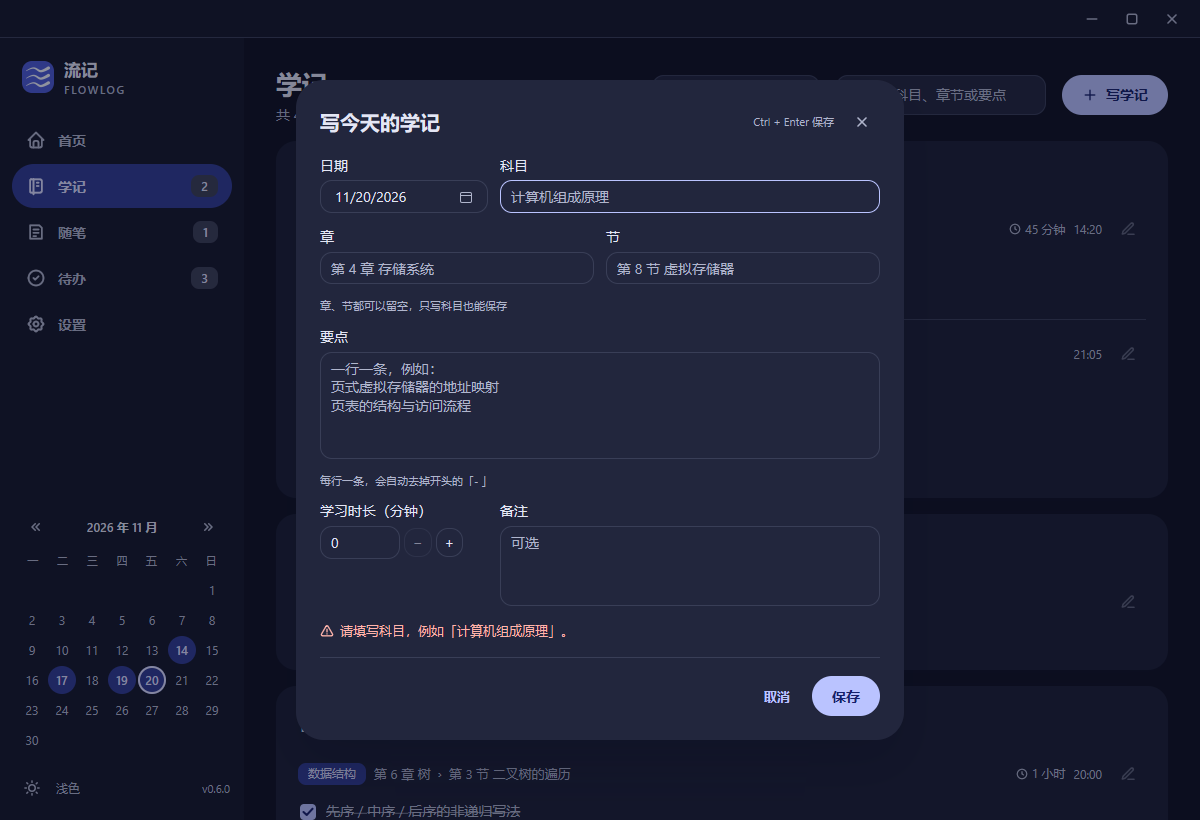 流记
FLOWLOG
首页
学记 2
随笔 1
待办 3
设置
2026 年 11 月
一 二 三 四 五 六 日
1
2 3 4 5 6 7 8
9 10 11 12 13 14 15
16 17 18 19 20 21 22
23 24 25 26 27 28 29
30
浅色 v0.6.0
学记
共
科目、章节或要点
写学记
45 分钟 14:20
21:05
写今天的学记
Ctrl + Enter 保存
日期 科目
11/20/2026 计算机组成原理
章 节
第 4 章 存储系统 第 8 节 虚拟存储器
章、节都可以留空，只写科目也能保存
要点
一行一条，例如：
页式虚拟存储器的地址映射
页表的结构与访问流程
每行一条，会自动去掉开头的「- 」
学习时长（分钟） 备注
0 − + 可选
请填写科目，例如「计算机组成原理」。
取消 保存
数据结构 第 6 章 树 › 第 3 节 二叉树的遍历 1 小时 20:00
先序 / 中序 / 后序的非递归写法